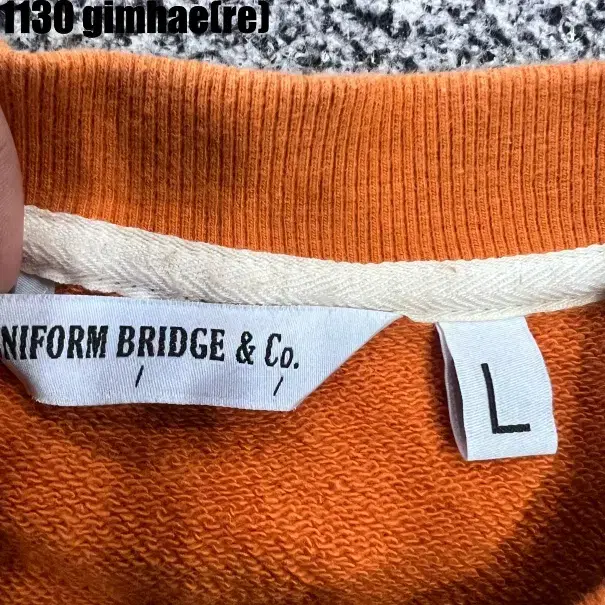 1130 gimhae(re)
NIFORM BRIDGE & Co.
L